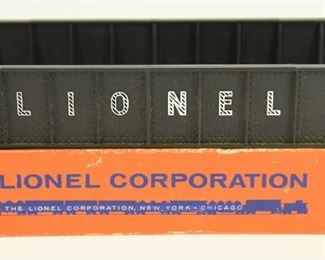 LIONEL
LIONEL CORPORATION
THE LIONEL CORPORATION, NEW YORK • CHICAGO